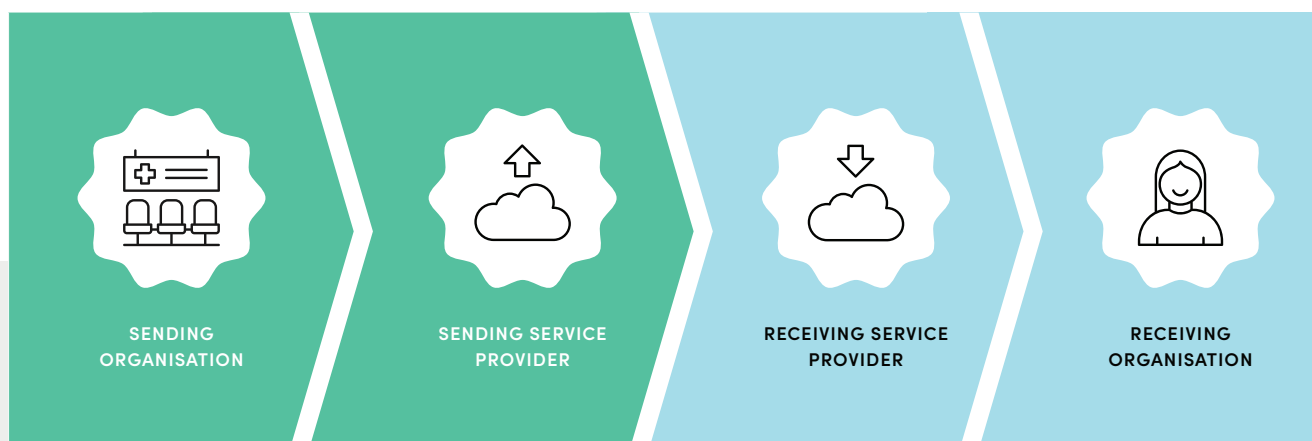 SENDING
ORGANISATION
SENDING SERVICE
PROVIDER
RECEIVING SERVICE
PROVIDER
RECEIVING
ORGANISATION